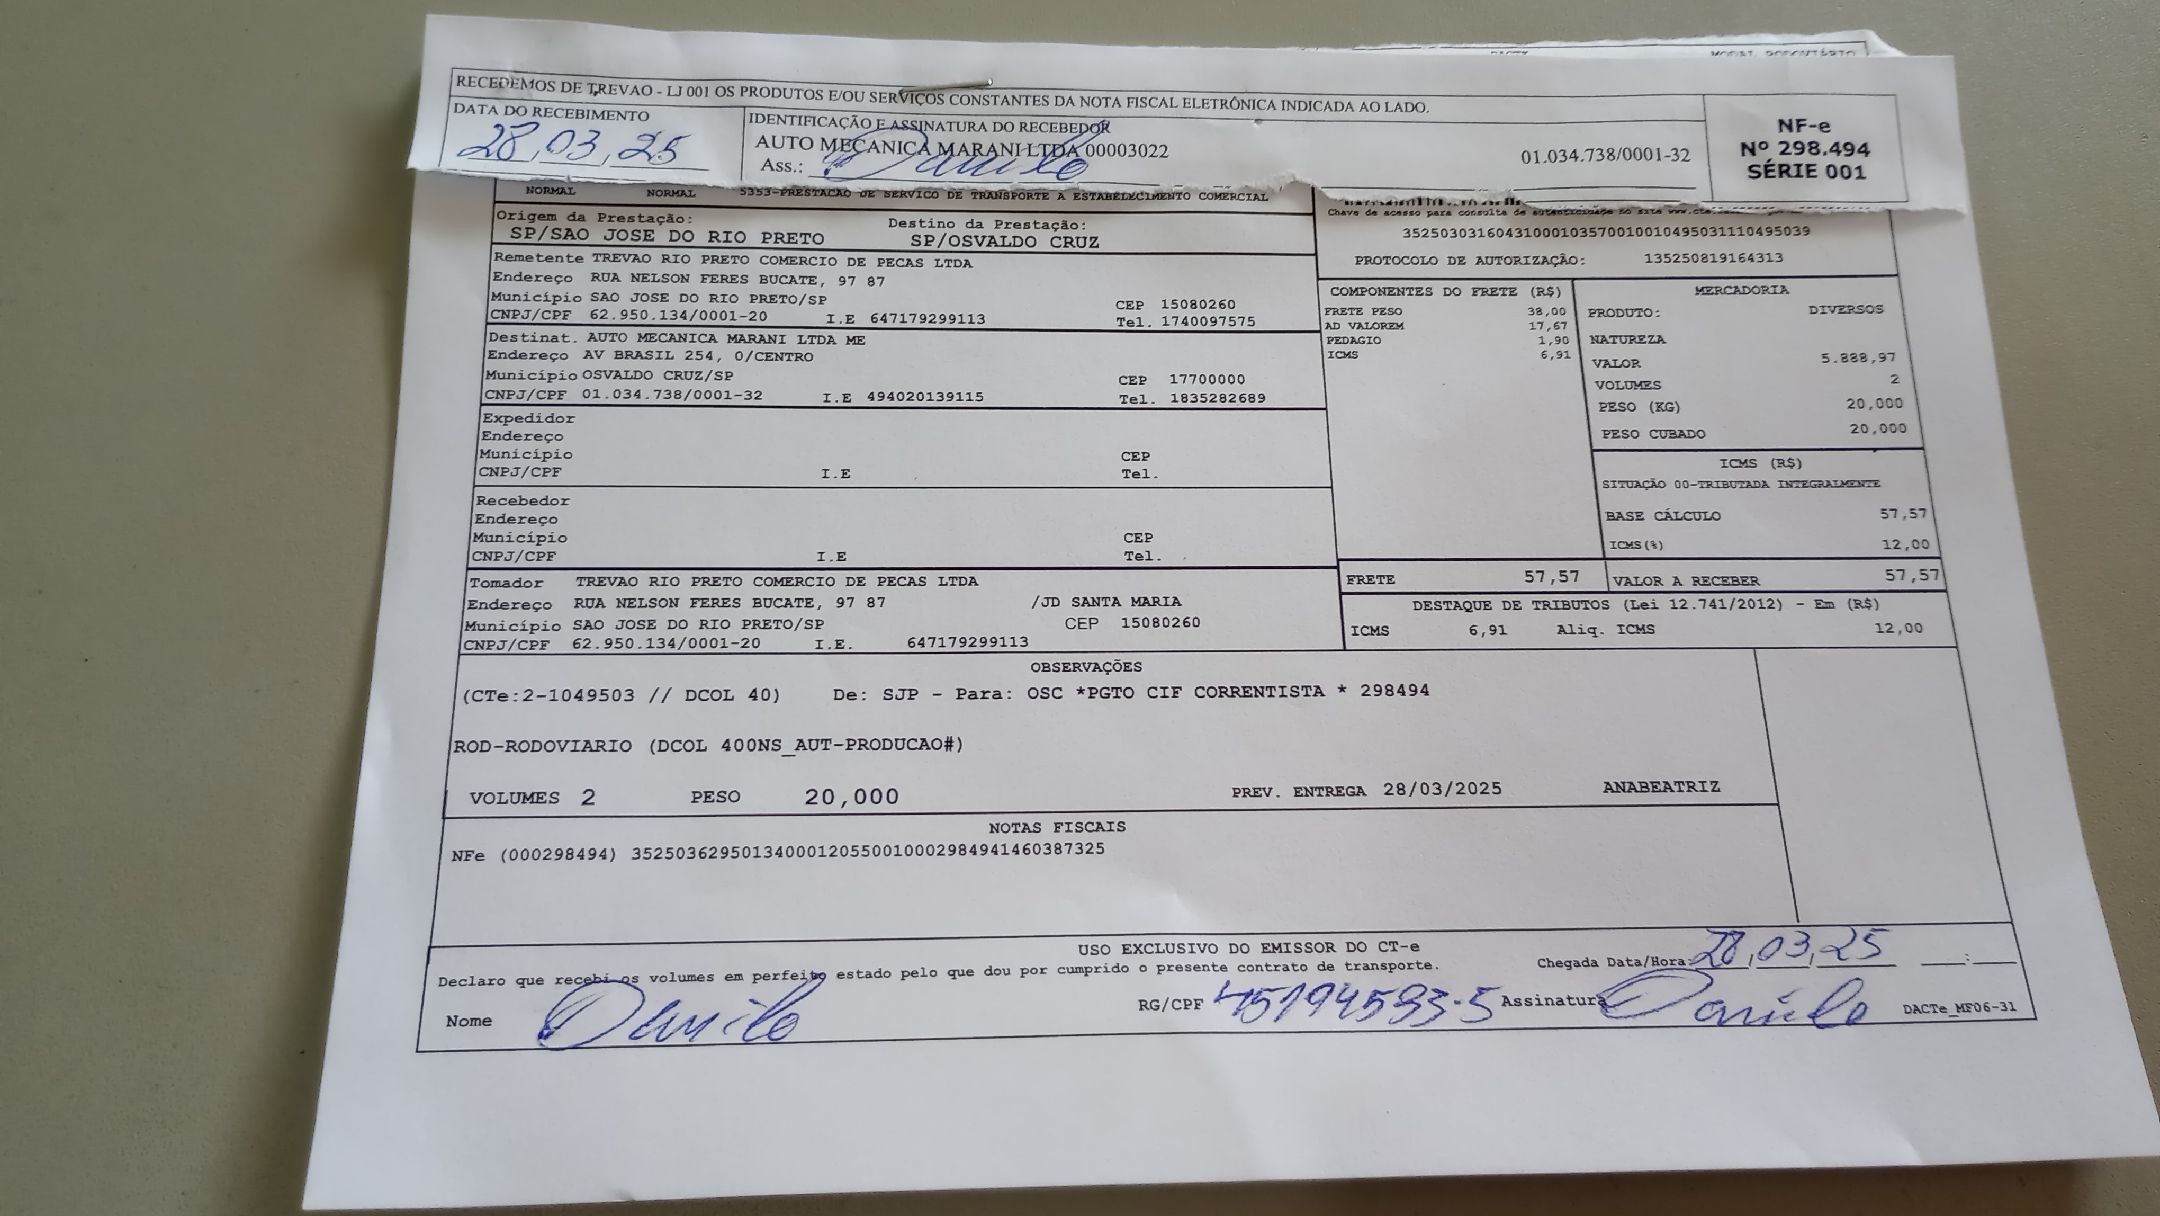 RECEDEMOS DE TREVAO - LJ 001 OS PRODUTOS E/OU SERVIÇOS CONSTANTES DA NOTA FISCAL ELETRÔNICA INDICADA AO LADO.
DATA DO RECEBIMENTO
28,03,25
IDENTIFICAÇÃO E ASSINATURA DO RECEBEDOR
AUTO MECANICA MARANI LTDA 00003022
Ass.: Danilo
01.034.738/0001-32
NF-e
Nº 298.494
SÉRIE 001
NORMAL NORMAL 5353-PRESTACAO DE SERVICO DE TRANSPORTE A ESTABELECIMENTO COMERCIAL
Origem da Prestação: Destino da Prestação:
SP/SAO JOSE DO RIO PRETO SP/OSVALDO CRUZ
Chave de acesso para consulta de autenticidade no site www.cte
35250303160431000103570010010495031110495039
PROTOCOLO DE AUTORIZAÇÃO: 135250819164313
Remetente TREVAO RIO PRETO COMERCIO DE PECAS LTDA
Endereço RUA NELSON FERES BUCATE, 97 87
Município SAO JOSE DO RIO PRETO/SP CEP 15080260
CNPJ/CPF 62.950.134/0001-20 I.E 647179299113 Tel. 1740097575
Destinat. AUTO MECANICA MARANI LTDA ME
Endereço AV BRASIL 254, 0/CENTRO
Município OSVALDO CRUZ/SP CEP 17700000
CNPJ/CPF 01.034.738/0001-32 I.E 494020139115 Tel. 1835282689
Expedidor
Endereço
Município CEP
CNPJ/CPF I.E Tel.
Recebedor
Endereço
Município CEP
CNPJ/CPF I.E Tel.
Tomador TREVAO RIO PRETO COMERCIO DE PECAS LTDA
Endereço RUA NELSON FERES BUCATE, 97 87 /JD SANTA MARIA
Município SAO JOSE DO RIO PRETO/SP CEP 15080260
CNPJ/CPF 62.950.134/0001-20 I.E. 647179299113
COMPONENTES DO FRETE (R$)
FRETE PESO 38,00
AD VALOREM 17,67
PEDAGIO 1,90
ICMS 6,91
MERCADORIA
PRODUTO: DIVERSOS
NATUREZA
VALOR 5.888,97
VOLUMES 2
PESO (KG) 20,000
PESO CUBADO 20,000
ICMS (R$)
SITUAÇÃO 00-TRIBUTADA INTEGRALMENTE
BASE CÁLCULO 57,57
ICMS(%) 12,00
FRETE 57,57 VALOR A RECEBER 57,57
DESTAQUE DE TRIBUTOS (Lei 12.741/2012) - Em (R$)
ICMS 6,91 Aliq. ICMS 12,00
OBSERVAÇÕES
(CTe:2-1049503 // DCOL 40) De: SJP - Para: OSC *PGTO CIF CORRENTISTA * 298494
ROD-RODOVIARIO (DCOL 400NS_AUT-PRODUCAO#)
VOLUMES 2 PESO 20,000 PREV. ENTREGA 28/03/2025 ANABEATRIZ
NOTAS FISCAIS
NFe (000298494) 35250362950134000120550010002984941460387325
USO EXCLUSIVO DO EMISSOR DO CT-e
Declaro que recebi os volumes em perfeito estado pelo que dou por cumprido o presente contrato de transporte.
Chegada Data/Hora: 28,03,25 :
Nome Danilo RG/CPF 45194593-5 Assinatura Danilo DACTe_MF06-31